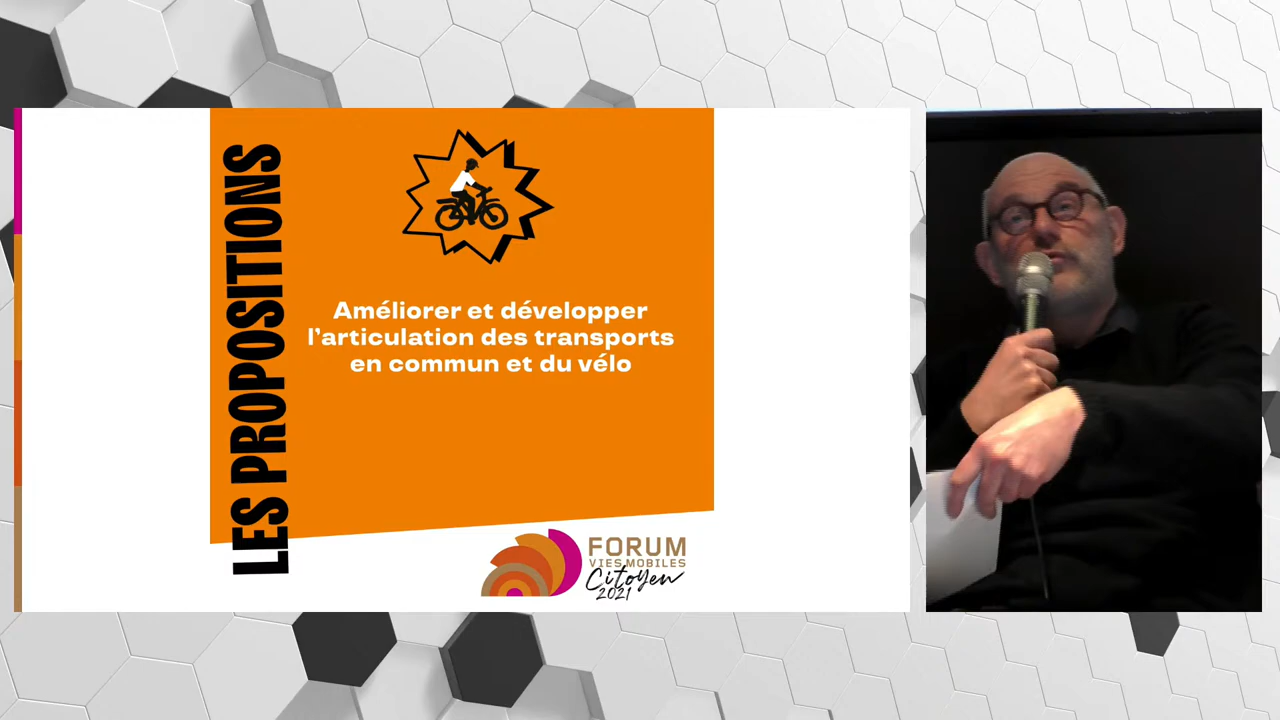 LES PROPOSITIONS
Améliorer et développer
l'articulation des transports
en commun et du vélo
FORUM
VIES MOBILES
Citoyen
2021